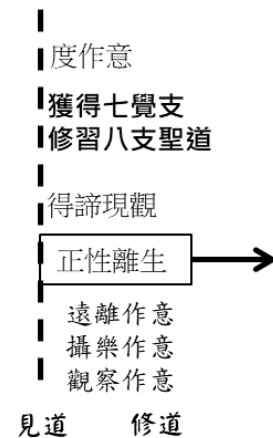 度作意
獲得七覺支
修習八支聖道
得諦現觀
正性離生
遠離作意
攝樂作意
觀察作意
見道 修道